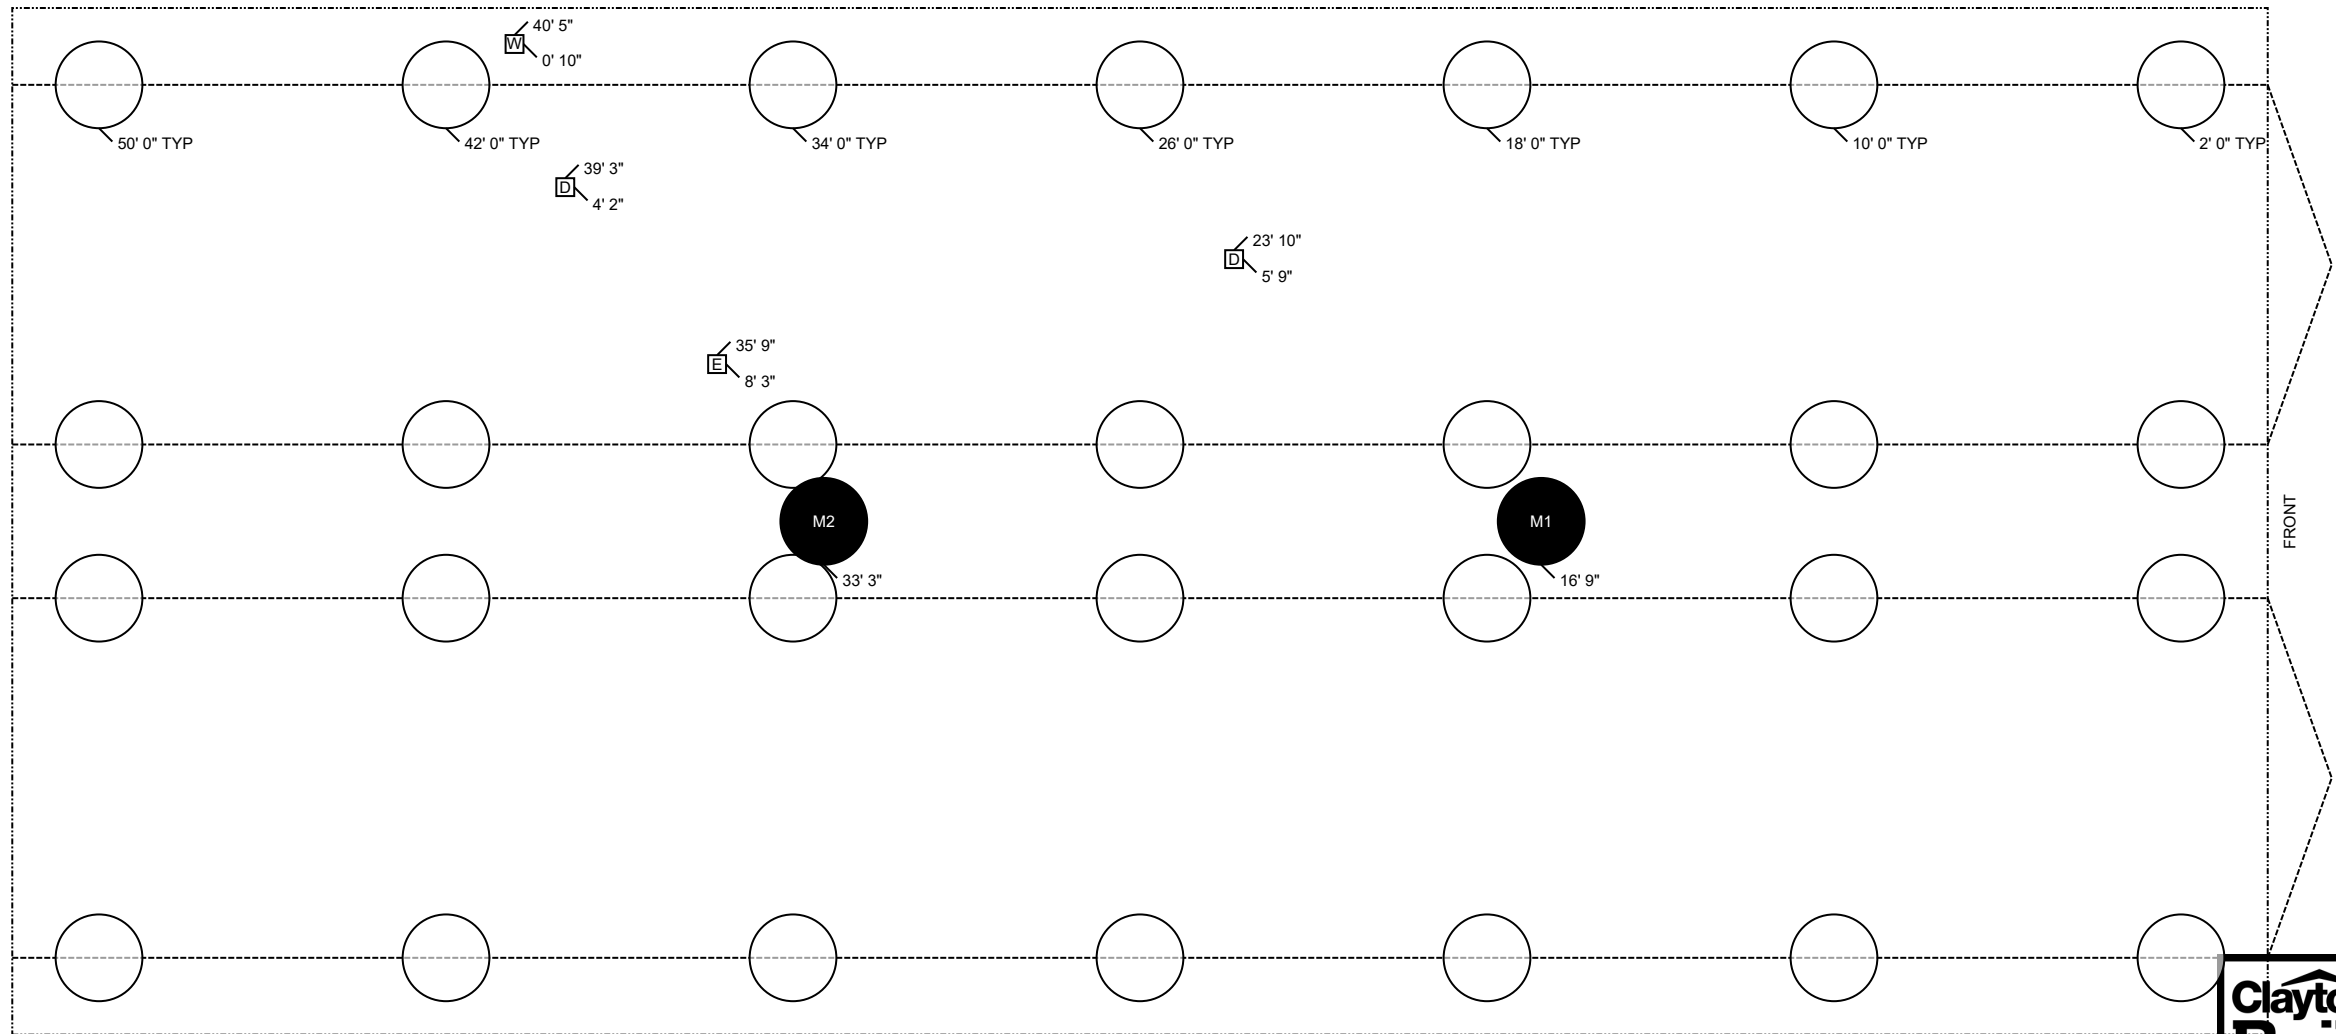 40' 5"
W
0' 10"
50' 0" TYP
42' 0" TYP
34' 0" TYP
26' 0" TYP
18' 0" TYP
10' 0" TYP
2' 0" TYP
39' 3"
D
4' 2"
23' 10"
D
5' 9"
35' 9"
E
8' 3"
M2
33' 3"
M1
16' 9"
FRONT